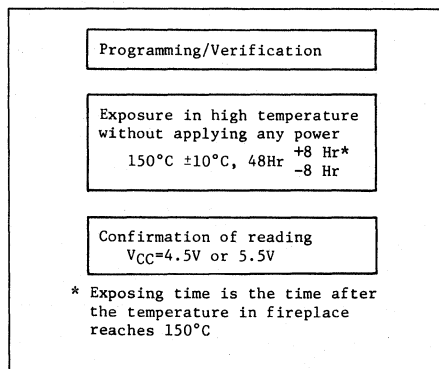 Programming/Verification
Exposure in high temperature
without applying any power
150°C ±10°C, 48Hr +8 Hr*
-8 Hr
Confirmation of reading
VCC=4.5V or 5.5V
* Exposing time is the time after
the temperature in fireplace
reaches 150°C